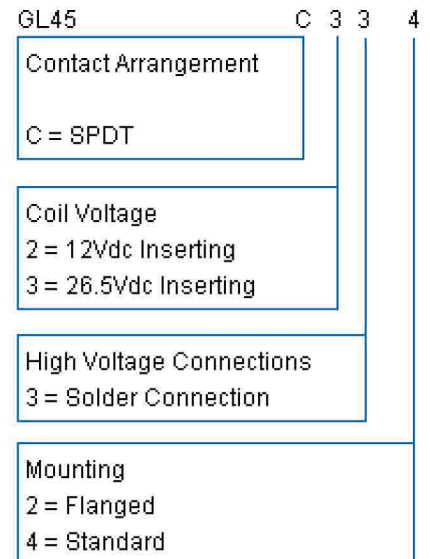 GL45 C 3 3 4
Contact Arrangement
C = SPDT
Coil Voltage
2 = 12Vdc Inserting
3 = 26.5Vdc Inserting
High Voltage Connections
3 = Solder Connection
Mounting
2 = Flanged
4 = Standard